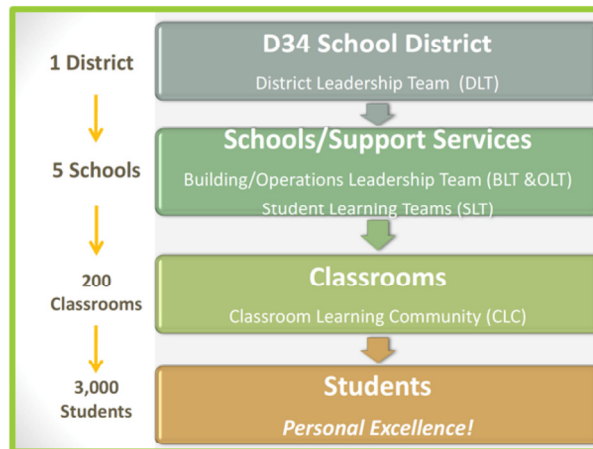 1 District
D34 School District
District Leadership Team (DLT)
5 Schools
Schools/Support Services
Building/Operations Leadership Team (BLT &OLT)
Student Learning Teams (SLT)
200
Classrooms
Classrooms
Classroom Learning Community (CLC)
3,000
Students
Students
Personal Excellence!